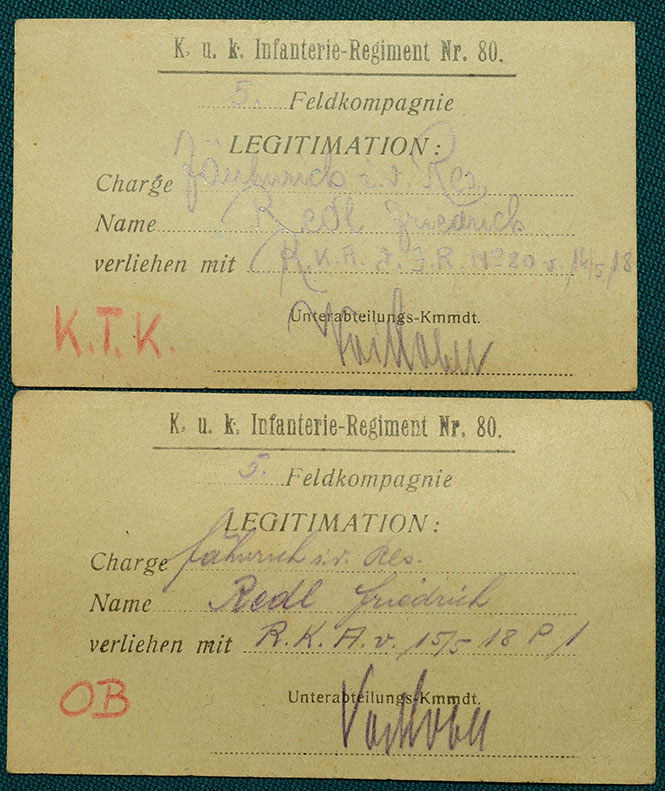 K. u. k. Infanterie-Regiment Nr. 80.
5. Feldkompagnie
LEGITIMATION:
Charge Fähnrich i. d. Res.
Name Redl Friedrich
verliehen mit K.A. d. I.R. No 80 v. 14/5 18
Unterabteilungs-Kmmdt.
K.T.K.
K. u. k. Infanterie-Regiment Nr. 80.
5. Feldkompagnie
LEGITIMATION:
Charge Fähnrich i. d. Res.
Name Redl Friedrich
verliehen mit R. K. A. v. 15/5 18 P/1
Unterabteilungs-Kmmdt.
OB